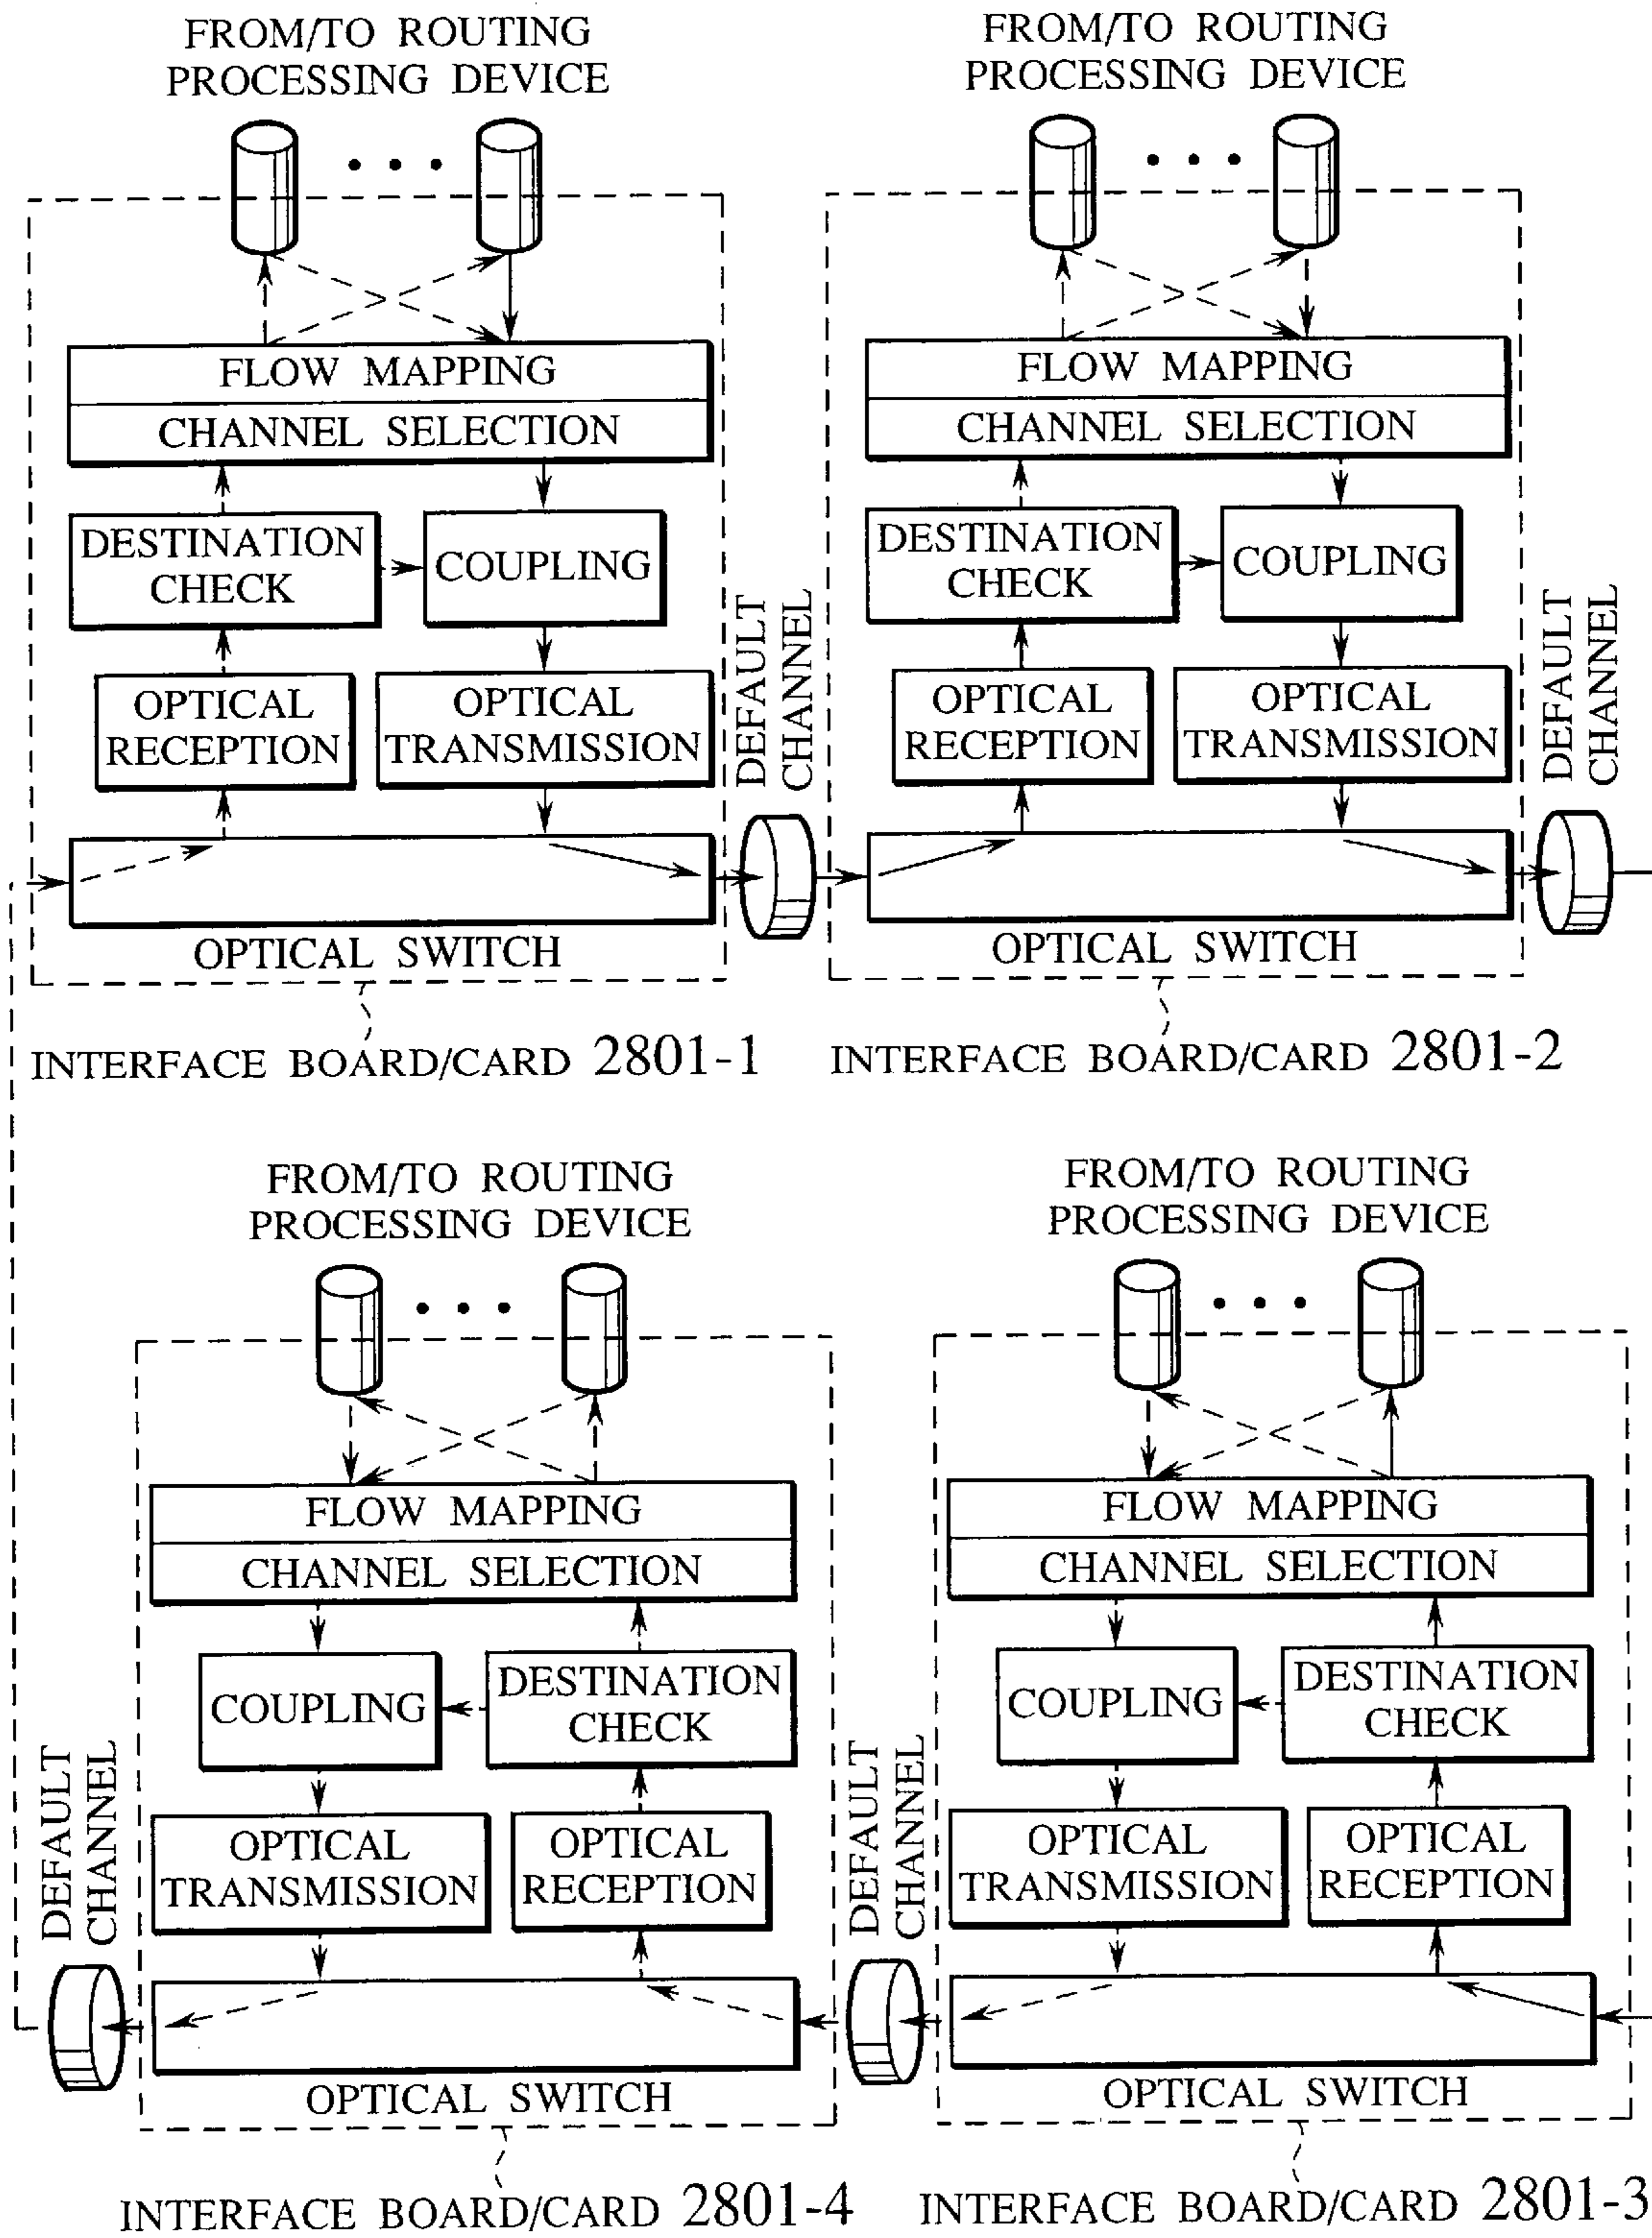 FROM/TO ROUTING
PROCESSING DEVICE
FLOW MAPPING
CHANNEL SELECTION
DESTINATION
CHECK
COUPLING
OPTICAL
RECEPTION
OPTICAL
TRANSMISSION
OPTICAL SWITCH
DEFAULT
CHANNEL
INTERFACE BOARD/CARD 2801-1
FROM/TO ROUTING
PROCESSING DEVICE
FLOW MAPPING
CHANNEL SELECTION
DESTINATION
CHECK
COUPLING
OPTICAL
RECEPTION
OPTICAL
TRANSMISSION
OPTICAL SWITCH
DEFAULT
CHANNEL
INTERFACE BOARD/CARD 2801-2
FROM/TO ROUTING
PROCESSING DEVICE
FLOW MAPPING
CHANNEL SELECTION
COUPLING
DESTINATION
CHECK
DEFAULT
CHANNEL
OPTICAL
TRANSMISSION
OPTICAL
RECEPTION
OPTICAL SWITCH
INTERFACE BOARD/CARD 2801-4
FROM/TO ROUTING
PROCESSING DEVICE
FLOW MAPPING
CHANNEL SELECTION
COUPLING
DESTINATION
CHECK
DEFAULT
CHANNEL
OPTICAL
TRANSMISSION
OPTICAL
RECEPTION
OPTICAL SWITCH
INTERFACE BOARD/CARD 2801-3